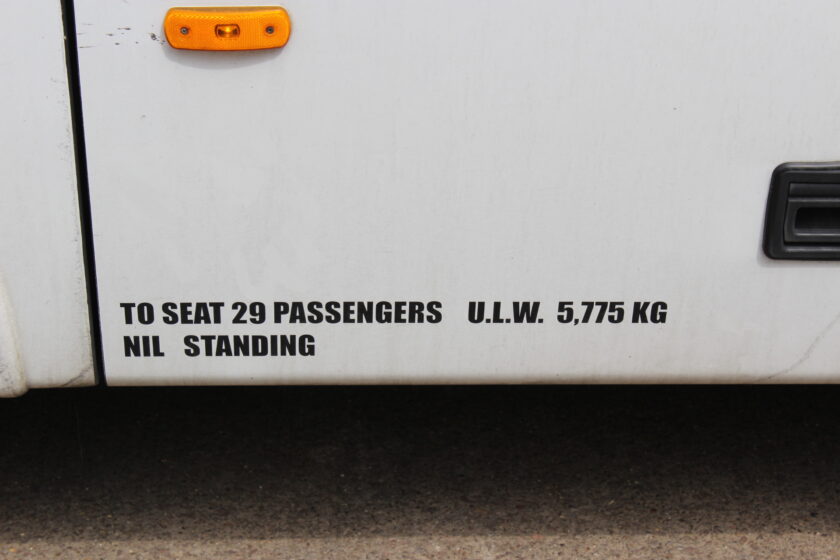 TO SEAT 29 PASSENGERS U.L.W. 5,775 KG
NIL STANDING